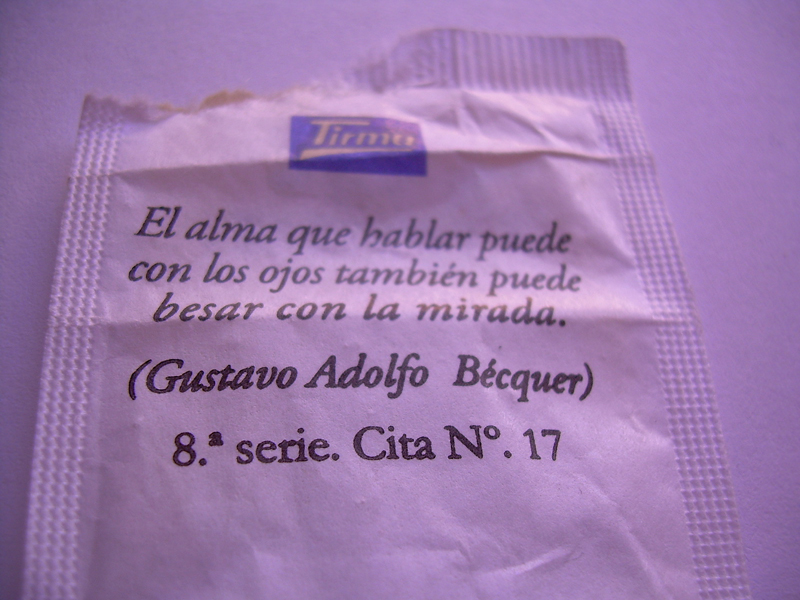 Tirma
El alma que hablar puede
con los ojos también puede
besar con la mirada.
(Gustavo Adolfo Bécquer)
8.ª serie. Cita Nº. 17